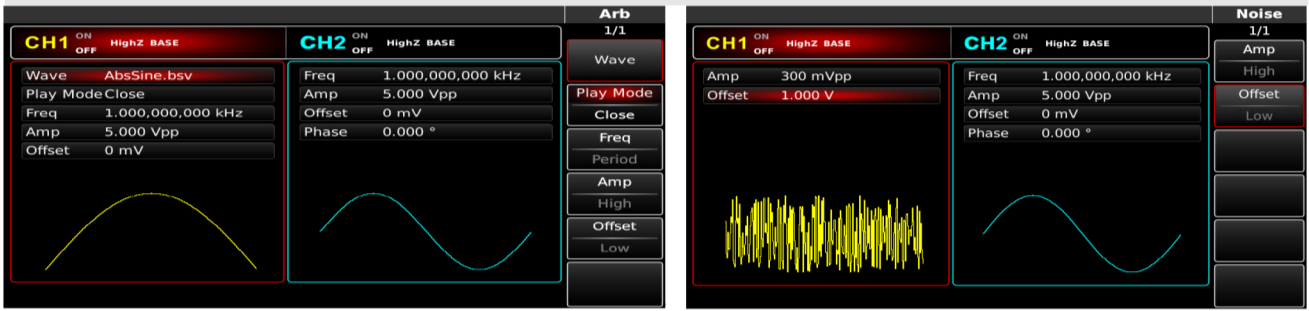 Arb
1/1
CH1 ON OFF HighZ BASE
CH2 ON OFF HighZ BASE
Wave AbsSine.bsv
Play Mode Close
Freq 1.000,000,000 kHz
Amp 5.000 Vpp
Offset 0 mV
Freq 1.000,000,000 kHz
Amp 5.000 Vpp
Offset 0 mV
Phase 0.000 °
Wave
Play Mode
Close
Freq
Period
Amp
High
Offset
Low
Noise
1/1
CH1 ON OFF HighZ BASE
CH2 ON OFF HighZ BASE
Amp 300 mVpp
Offset 1.000 V
Freq 1.000,000,000 kHz
Amp 5.000 Vpp
Offset 0 mV
Phase 0.000 °
Amp
High
Offset
Low